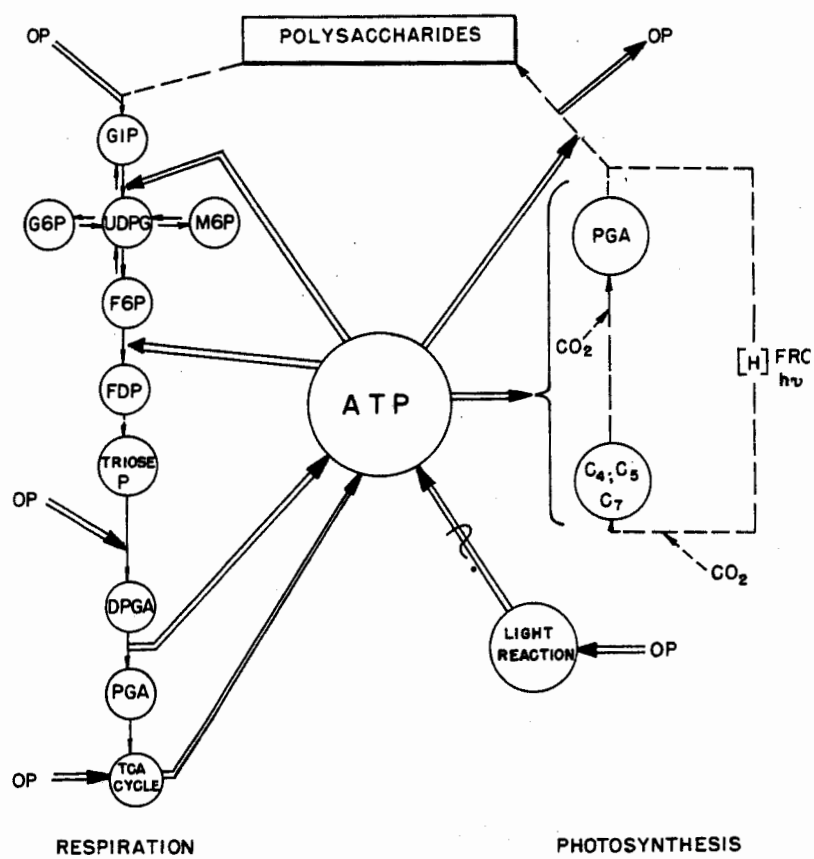 POLYSACCHARIDES
OP
OP
G1P
G6P
UDPG
M6P
F6P
FDP
TRIOSE
P
OP
DPGA
PGA
OP
TCA
CYCLE
ATP
PGA
CO2
[H] FRC
hν
C4; C5
C7
CO2
?
LIGHT
REACTION
OP
RESPIRATION
PHOTOSYNTHESIS